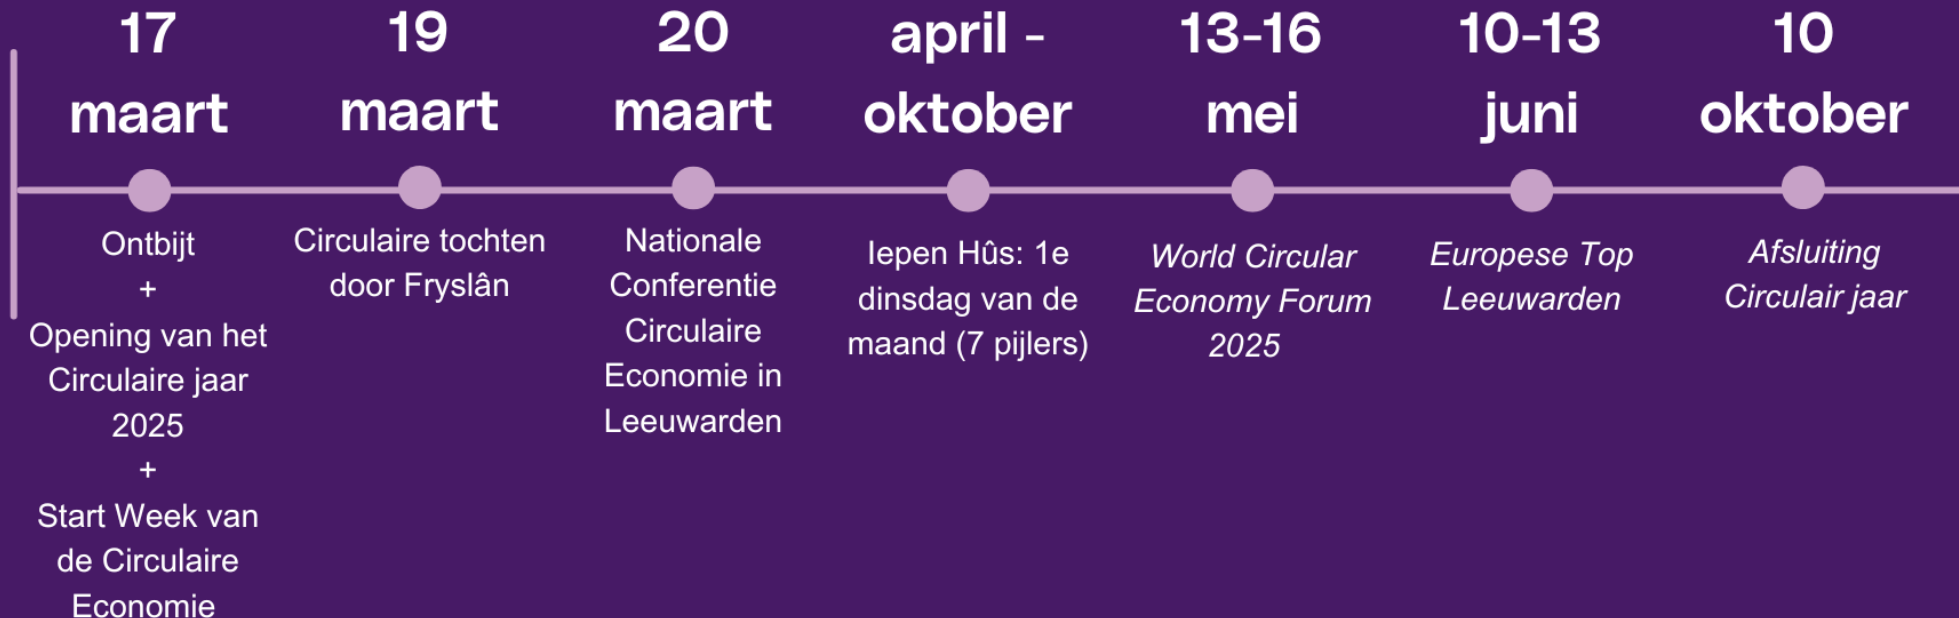 17
maart
Ontbijt
+
Opening van het
Circulaire jaar
2025
+
Start Week van
de Circulaire
Economie
19
maart
Circulaire tochten
door Fryslân
20
maart
Nationale
Conferentie
Circulaire
Economie in
Leeuwarden
april -
oktober
Iepen Hûs: 1e
dinsdag van de
maand (7 pijlers)
13-16
mei
World Circular
Economy Forum
2025
10-13
juni
Europese Top
Leeuwarden
10
oktober
Afsluiting
Circulair jaar